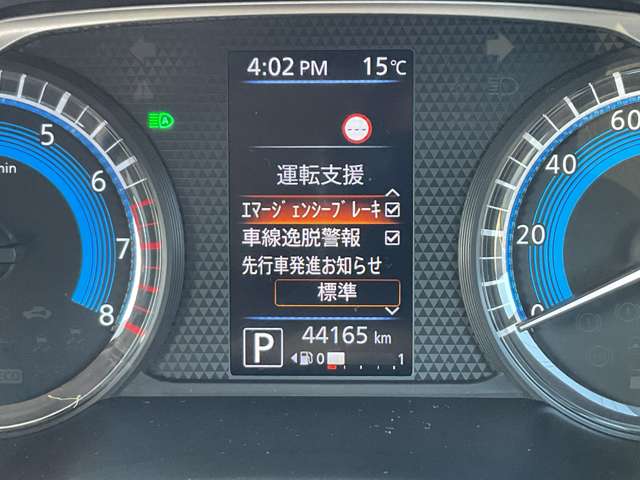 4:02 PM 15℃
運転支援
ｴﾏｰｼﾞｪﾝｼｰﾌﾞﾚｰｷ
車線逸脱警報
先行車発進お知らせ
標準
44165 km
P
0 1
5
6
7
8
min
60
40
20
0